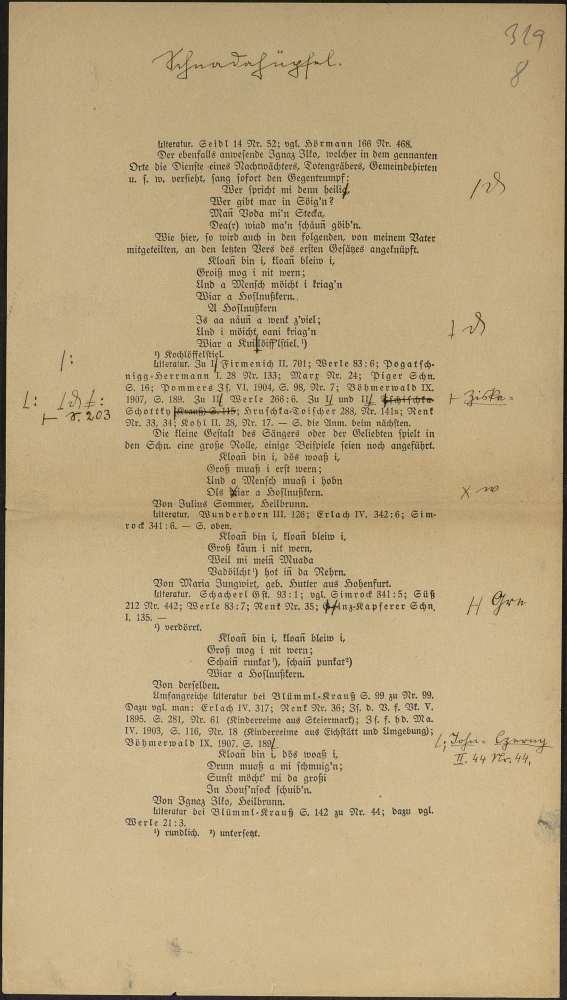 319
8
Schnadahüpfel.
Literatur. Seidl 14 Nr. 52; vgl. Hörmann 166 Nr. 468.
Der ebenfalls anwesende Ignaz Ilko, welcher in dem genannten
Orte die Dienste eines Nachtwächters, Totengräbers, Gemeindehirten
u. s. w. versieht, sang sofort den Gegentrumpf:
Wer spricht mi denn heilig,
Wer gibt mar in Sög'n?
Mañ Voda mi'n Stecka,
Dea(r) wiad ma'n schäuñ göib'n.
Wie hier, so wird auch in den folgenden, von meinem Vater
mitgeteilten, an den letzten Vers des ersten Gesätzes angeknüpft.
Kloañ bin i, kloañ bleiw i,
Groiß mog i nit wern;
Und a Mensch möicht i kriag'n
Wiar a Hoslnußkern.
A Hoslnußkern
Is aa náuñ a wenk z'viel;
Und i möicht, oani kriag'n
Wiar a
¹) Kochlöffelstiel.
Literatur. Zu I Firmenich II. 701; Werle 83:6; Pogatsch-
nigg-Herrmann I. 28 Nr. 133; Marx Nr. 24; Piger Schn.
S. 16; Pommers Zs. VI. 1904, S. 98, Nr. 7; Böhmerwald IX.
1907, S. 189. Zu II Werle 266:6. Zu I und II
Schottky (Krauß) S. 115; Hruschka-Toischer 288, Nr. 141a; Renk
Nr. 33, 34; Kohl II. 28, Nr. 17. — S. die Anm. beim nächsten.
Die kleine Gestalt des Sängers oder der Geliebten spielt in
den Schn. eine große Rolle, einige Beispiele seien noch angeführt.
Kloañ bin i, dös woaß i,
Groß muaß i erst wern;
Und a Mensch muaß i hobn
Ols Wiar a Hoslnußkern.
Von Julius Sommer, Heilbrunn.
Literatur. Wunderhorn III. 126; Erlach IV. 342:6; Sim-
rock 341:6. — S. oben.
Kloañ bin i, kloañ bleiw i,
Groß käun i nit wern,
Weil mi meiñ Muada
Vadöilcht¹) hot iñ da Rehrn.
Von Maria Jungwirt, geb. Hutter aus Hohenfurt.
Literatur. Schacherl Gst. 93:1; vgl. Simrock 341:5; Süß
212 Nr. 442; Werle 83:7; Renk Nr. 35; Kapferer Schn.
I. 135. —
¹) verdörrt.
Kloañ bin i, kloañ bleiw i,
Groß mog i nit wern;
Schaiñ runkat¹), schaiñ punkat²)
Wiar a Hoslnußkern.
Von derselben.
Umfangreiche Literatur bei Blümml-Krauß S. 99 zu Nr. 99.
Dazu vgl. man: Erlach IV. 317; Renk Nr. 36; Zs. d. V. f. Vk. V.
1895. S. 281, Nr. 61 (Kinderreime aus Steiermark); Zs. f. hd. Ma.
IV. 1903, S. 116, Nr. 18 (Kinderreime aus Eichstätt und Umgebung);
Böhmerwald IX. 1907. S. 189
Kloañ bin i, dös woaß i,
Drum muaß a mi schmuig'n;
Sunst möcht' mi da großi
In Houf'nsock schuib'n.
Von Ignaz Ilko, Heilbrunn.
Literatur bei Blümml-Krauß S. 142 zu Nr. 44; dazu vgl.
Werle 21:3.
¹) rundlich. ²) untersetzt.
S. 203
Ziska-
w
Gre
John-Czerny
II. 44 Nr. 44.